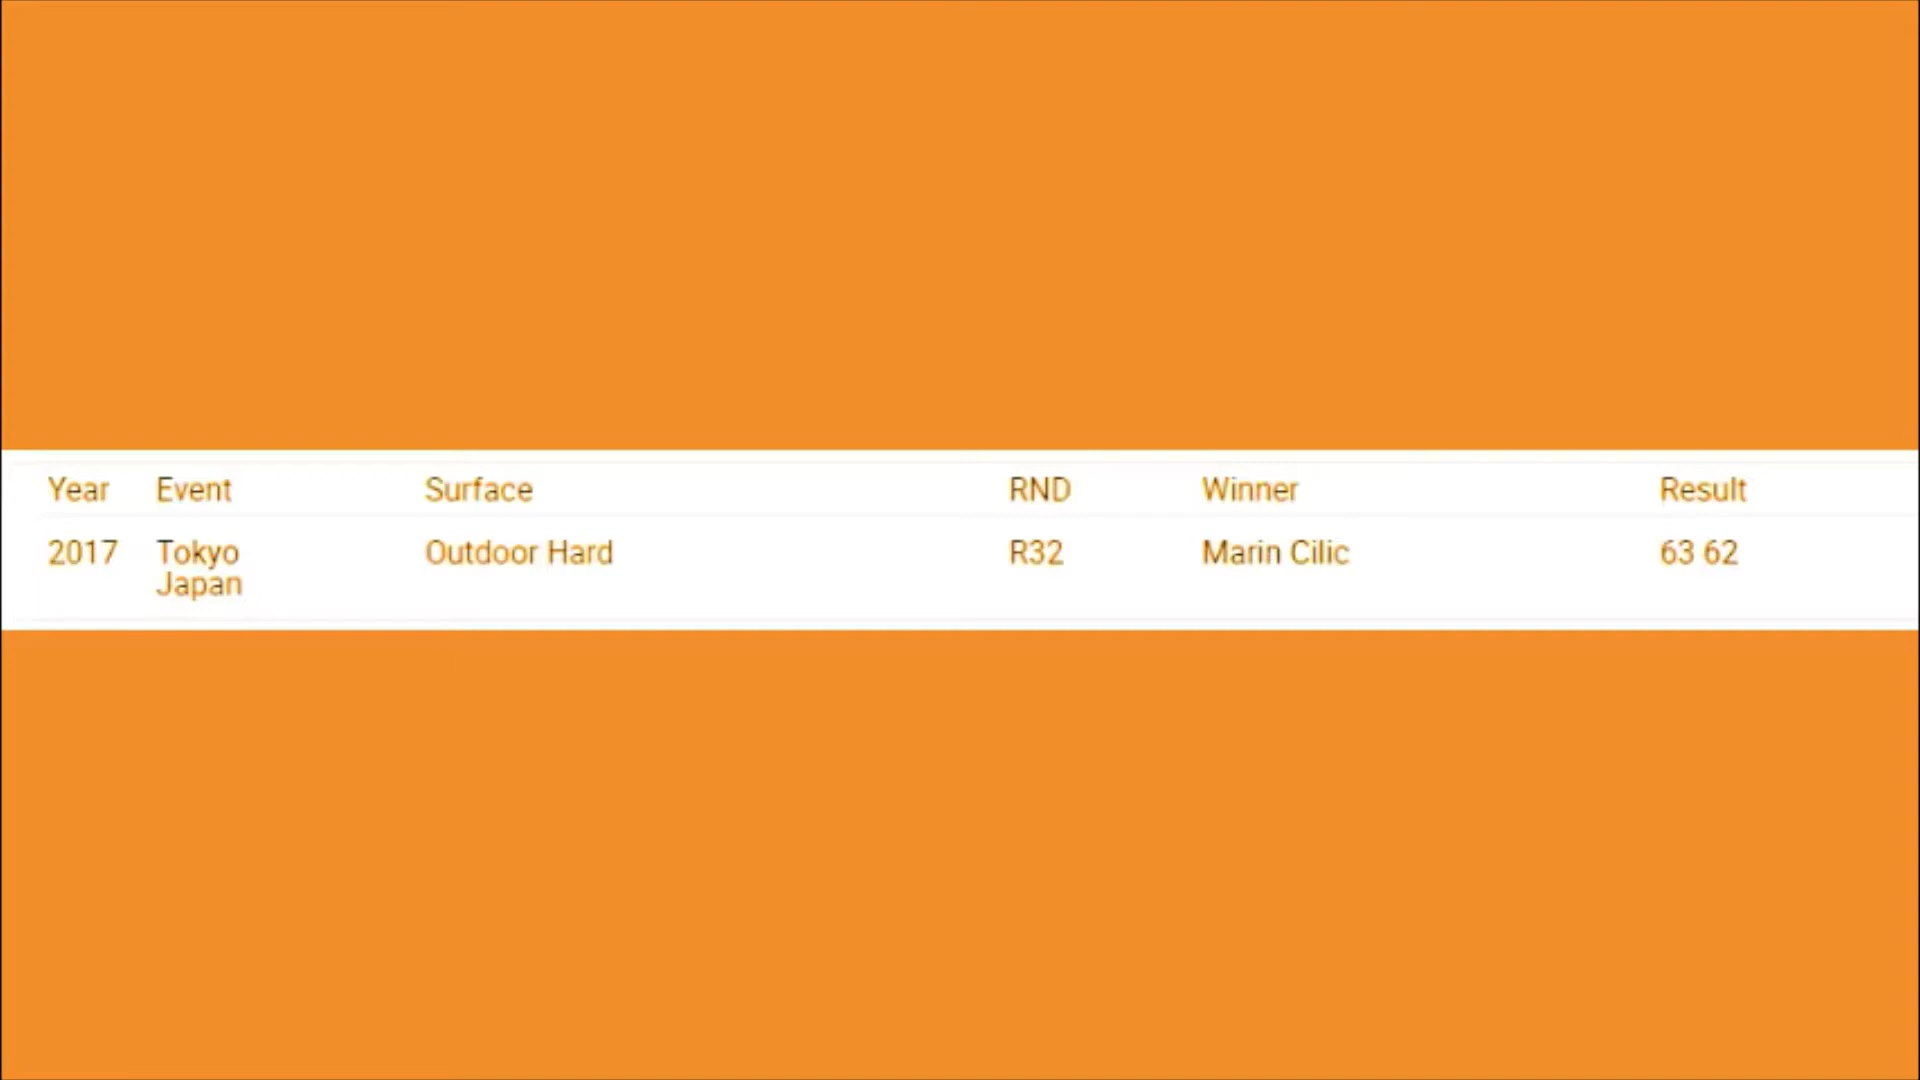 Year Event Surface RND Winner Result
2017 Tokyo Outdoor Hard R32 Marin Cilic 63 62
Japan